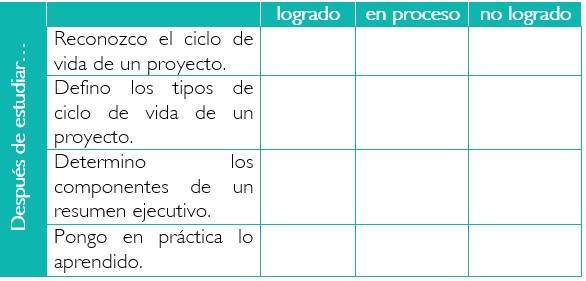 logrado en proceso no logrado
Después de estudiar…
Reconozco el ciclo de
vida de un proyecto.
Defino los tipos de
ciclo de vida de un
proyecto.
Determino los
componentes de un
resumen ejecutivo.
Pongo en práctica lo
aprendido.